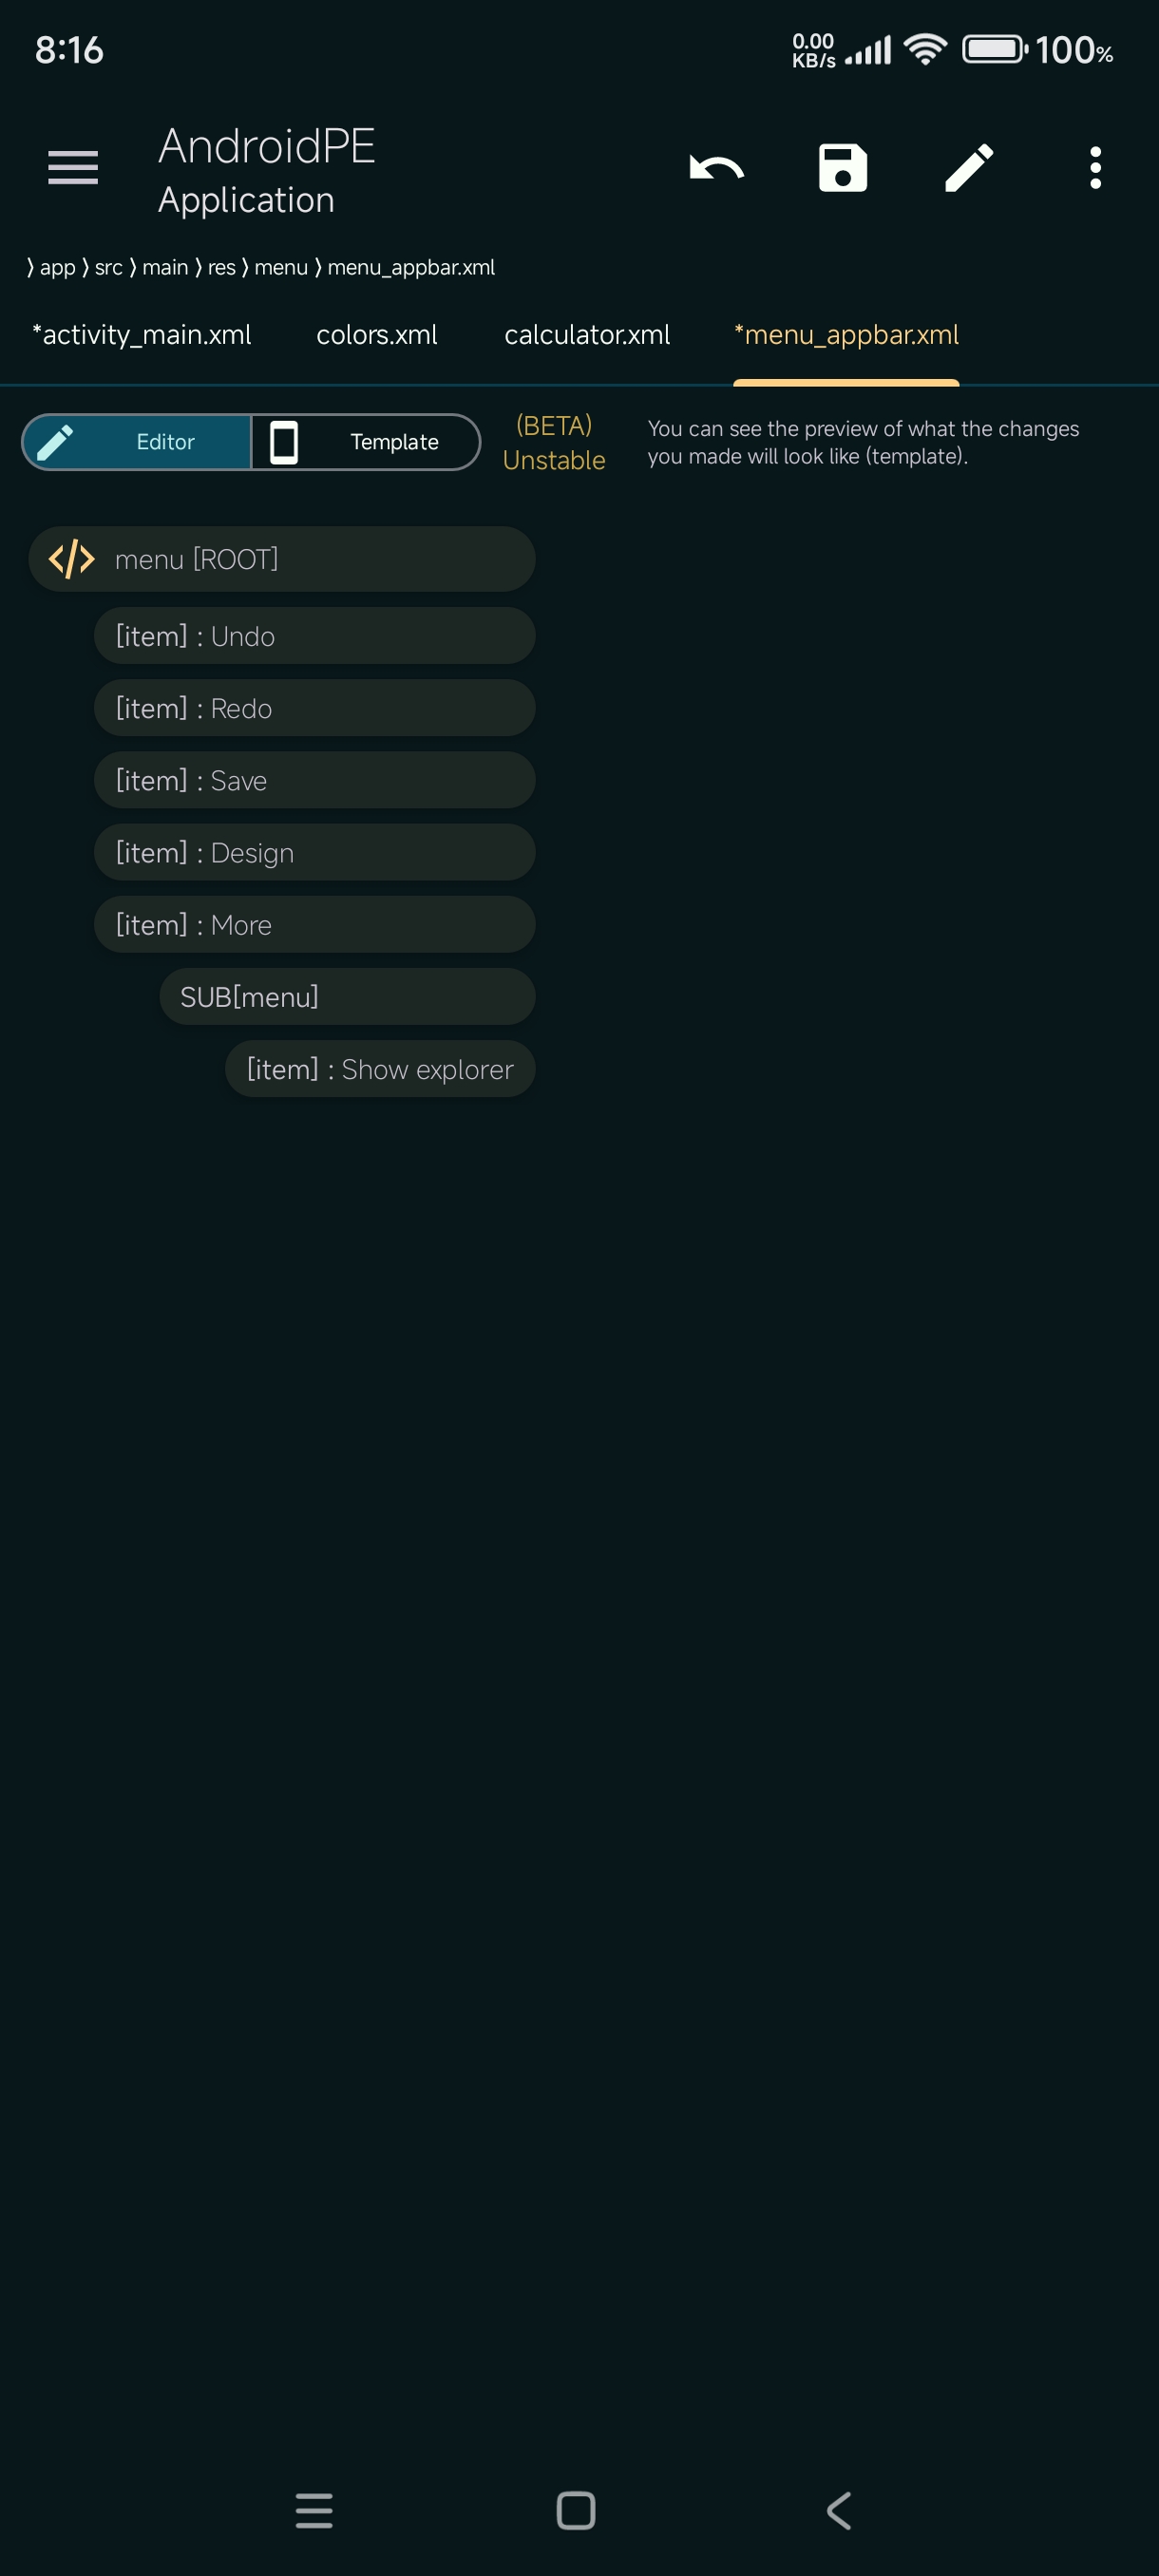 8:16
0.00
KB/s
100%
AndroidPE
Application
⟩ app ⟩ src ⟩ main ⟩ res ⟩ menu ⟩ menu_appbar.xml
*activity_main.xml colors.xml calculator.xml *menu_appbar.xml
Editor Template
(BETA)
Unstable
You can see the preview of what the changes
you made will look like (template).
</> menu [ROOT]
[item] : Undo
[item] : Redo
[item] : Save
[item] : Design
[item] : More
SUB[menu]
[item] : Show explorer